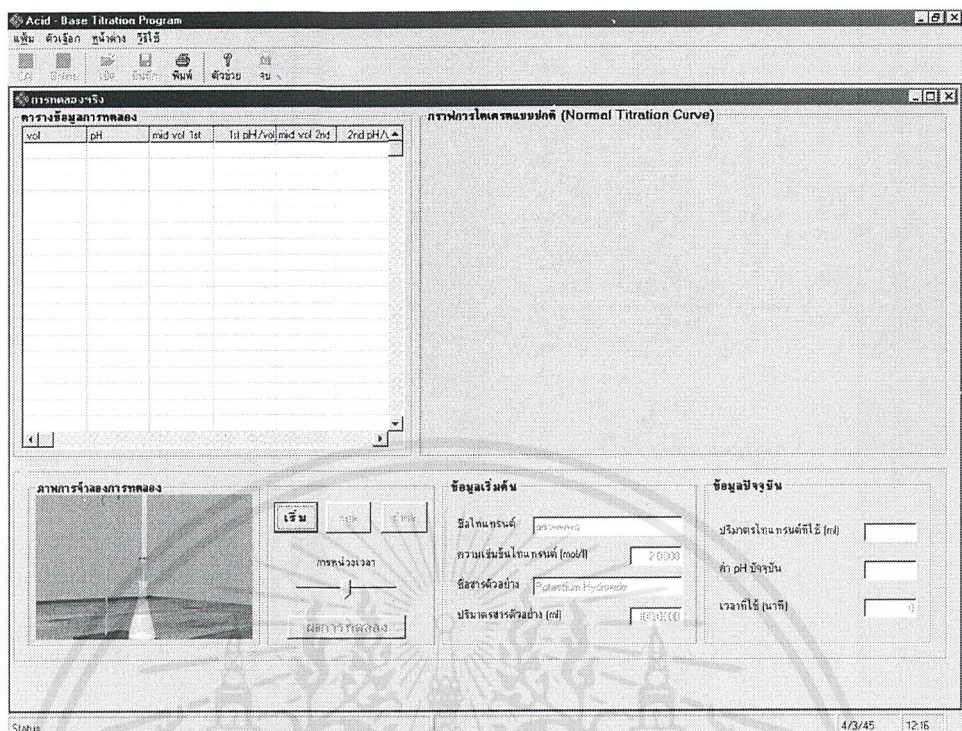 Acid - Base Titration Program
แฟ้ม ตัวเลือก หน้าต่าง วิธีใช้
เปิด บันทึก พิมพ์ ตัวช่วย จบ
การทดลองจริง
ตารางข้อมูลการทดลอง
vol pH mid vol 1st 1st pH/vol mid vol 2nd 2nd pH/\
กราฟการไตเตรตแบบปกติ (Normal Titration Curve)
ภาพการจำลองการทดลอง
เริ่ม
การหน่วงเวลา
ผลการทดลอง
ข้อมูลเริ่มต้น
ชื่อไทแทรนต์
ความเข้มข้นไทแทรนต์ (mol/l) 2.0000
ชื่อสารตัวอย่าง Potassium Hydroxide
ปริมาตรสารตัวอย่าง (ml) 100.0000
ข้อมูลปัจจุบัน
ปริมาตรไทแทรนต์ที่ใช้ (ml)
ค่า pH ปัจจุบัน
เวลาที่ใช้ (นาที) 0
Status 4/3/45 12:16